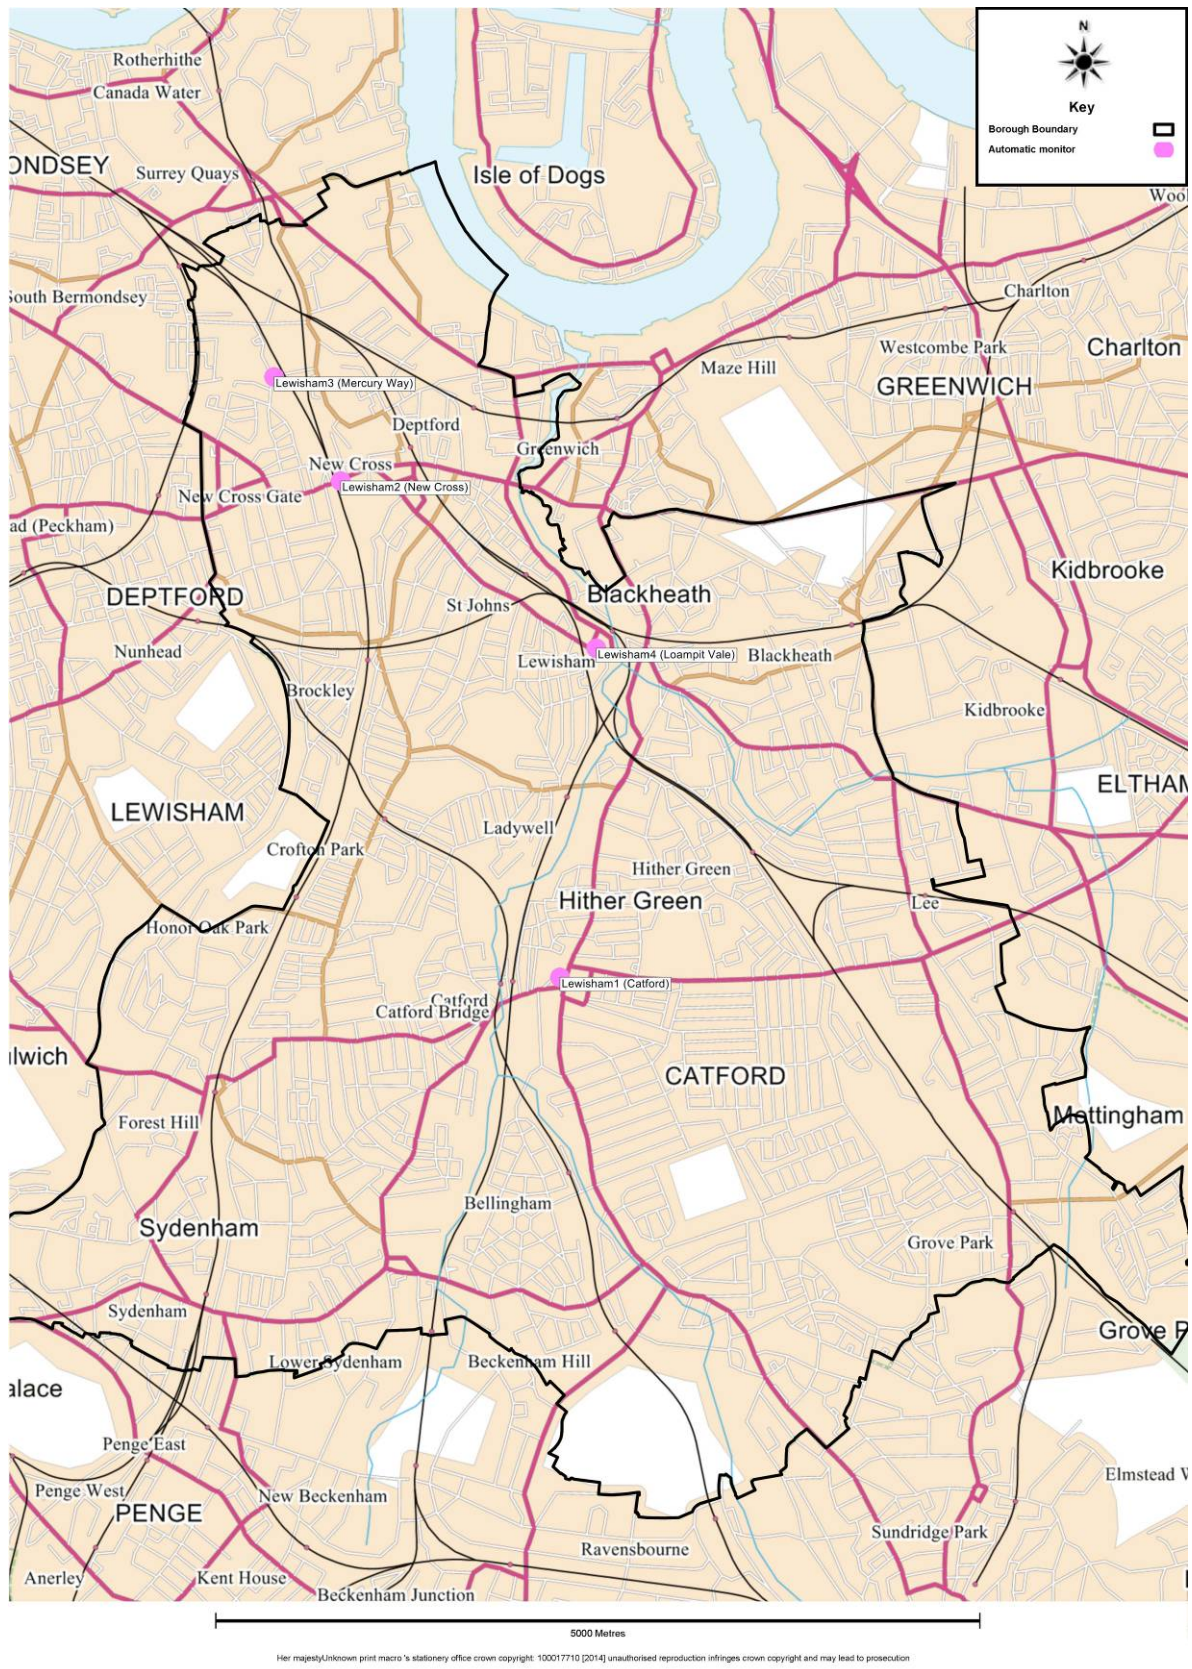 N
Key
Borough Boundary
Automatic monitor
Rotherhithe
Canada Water
ONDSEY
Surrey Quays
Isle of Dogs
Wool
South Bermondsey
Charlton
Westcombe Park
Charlton
Maze Hill
GREENWICH
Lewisham3 (Mercury Way)
Deptford
Greenwich
New Cross
Lewisham2 (New Cross)
New Cross Gate
ad (Peckham)
Kidbrooke
DEPTFORD
Blackheath
St Johns
Nunhead
Lewisham
Lewisham4 (Loampit Vale)
Blackheath
Brockley
Kidbrooke
ELTHAM
LEWISHAM
Ladywell
Crofton Park
Hither Green
Hither Green
Lee
Honor Oak Park
Lewisham1 (Catford)
Catford
Catford Bridge
ulwich
CATFORD
Forest Hill
Mottingham
Bellingham
Sydenham
Grove Park
Sydenham
Grove P
Lower Sydenham
Beckenham Hill
alace
Penge East
Elmstead W
Penge West
New Beckenham
PENGE
Sundridge Park
Ravensbourne
Anerley
Kent House
Beckenham Junction
5000 Metres
Her majestyUnknown print macro 's stationery office crown copyright: 100017710 [2014] unauthorised reproduction infringes crown copyright and may lead to prosecution